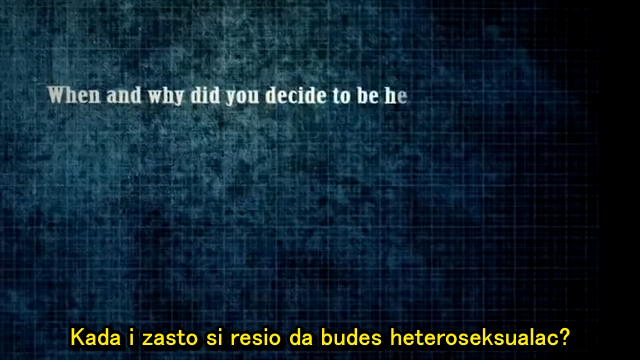 When and why did you decide to be he
Kada i zasto si resio da budes heteroseksualac?